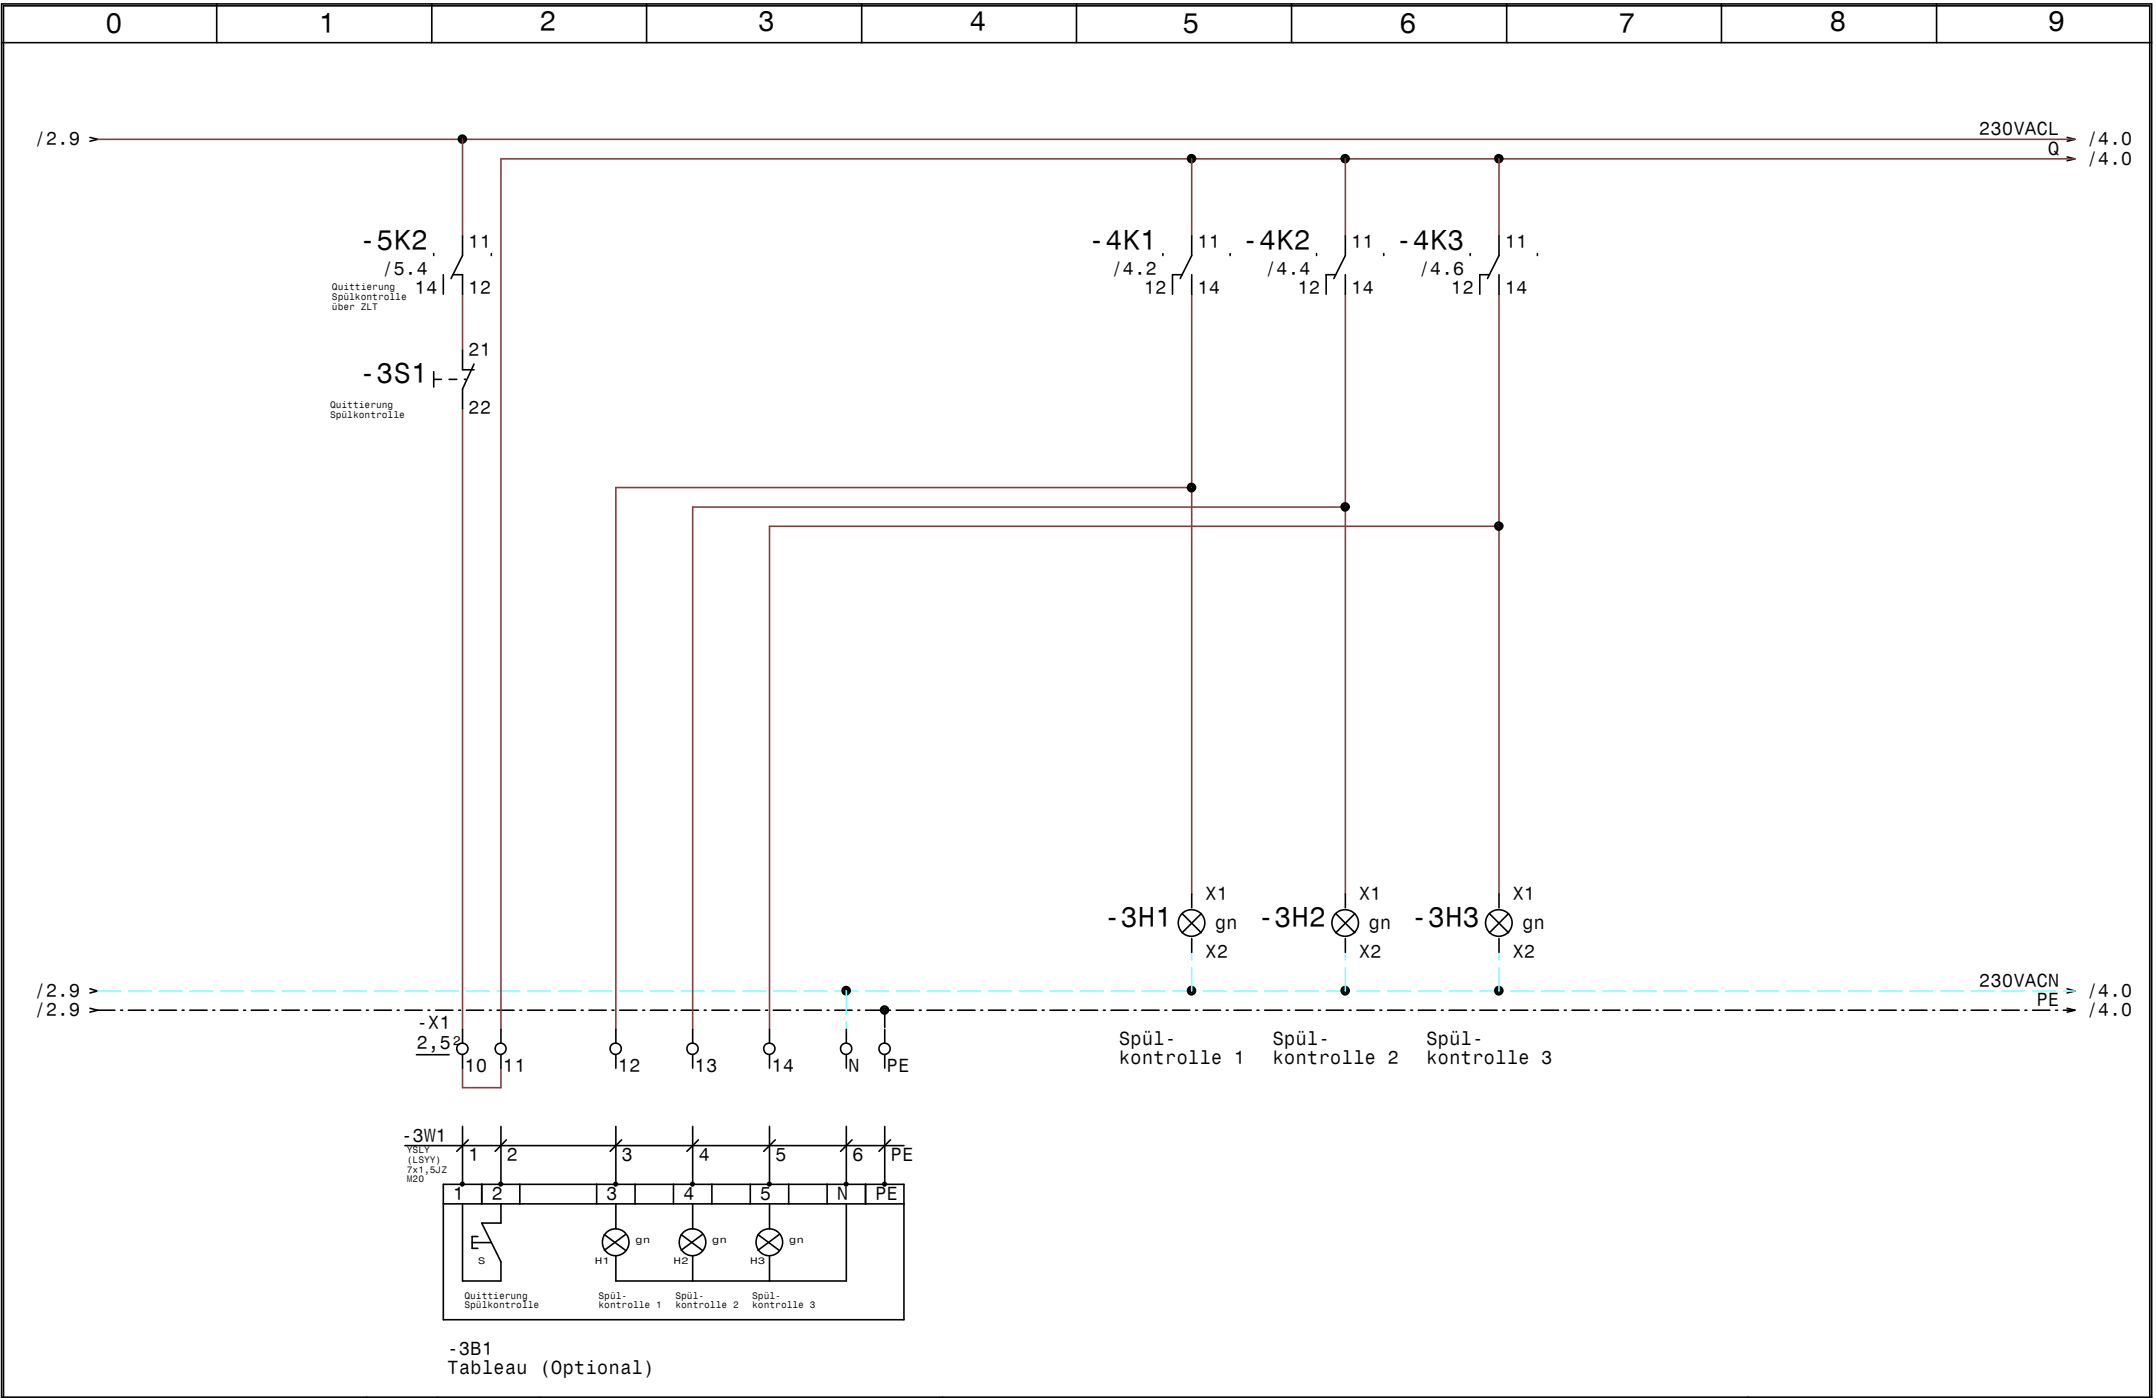 0 1 2 3 4 5 6 7 8 9
/2.9 230VACL /4.0
Q /4.0
-5K2 11
/5.4
14 12
Quittierung
Spülkontrolle
über ZLT
-4K1 11
/4.2
12 14
-4K2 11
/4.4
12 14
-4K3 11
/4.6
12 14
21
-3S1
22
Quittierung
Spülkontrolle
X1
-3H1 gn
X2
X1
-3H2 gn
X2
X1
-3H3 gn
X2
/2.9 230VACN /4.0
/2.9 PE /4.0
-X1
2,5²
10 11 12 13 14 N PE
Spül-
kontrolle 1
Spül-
kontrolle 2
Spül-
kontrolle 3
-3W1
YSLY
(LSYY)
7x1,5JZ
M20
1 2 3 4 5 6 PE
1 2 3 4 5 N PE
gn gn gn
S H1 H2 H3
Quittierung
Spülkontrolle
Spül-
kontrolle 1
Spül-
kontrolle 2
Spül-
kontrolle 3
-3B1
Tableau (Optional)